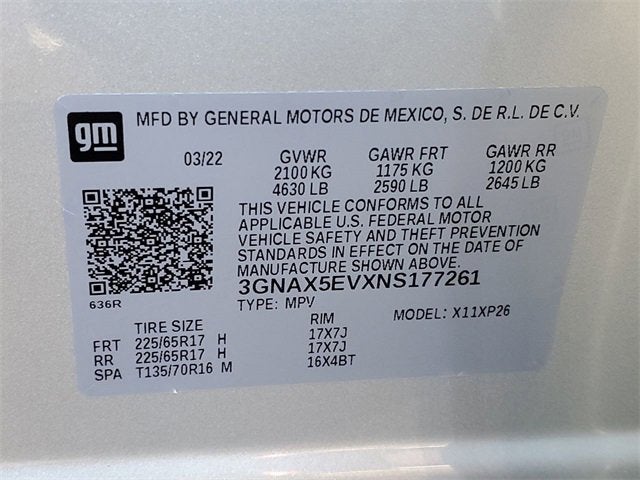 gm
MFD BY GENERAL MOTORS DE MEXICO, S. DE R.L. DE C.V.
03/22 GVWR GAWR FRT GAWR RR
2100 KG 1175 KG 1200 KG
4630 LB 2590 LB 2645 LB
THIS VEHICLE CONFORMS TO ALL
APPLICABLE U.S. FEDERAL MOTOR
VEHICLE SAFETY AND THEFT PREVENTION
STANDARDS IN EFFECT ON THE DATE OF
MANUFACTURE SHOWN ABOVE.
3GNAX5EVXNS177261
636R
TYPE: MPV MODEL: X11XP26
TIRE SIZE RIM
FRT 225/65R17 H 17X7J
RR 225/65R17 H 17X7J
SPA T135/70R16 M 16X4BT